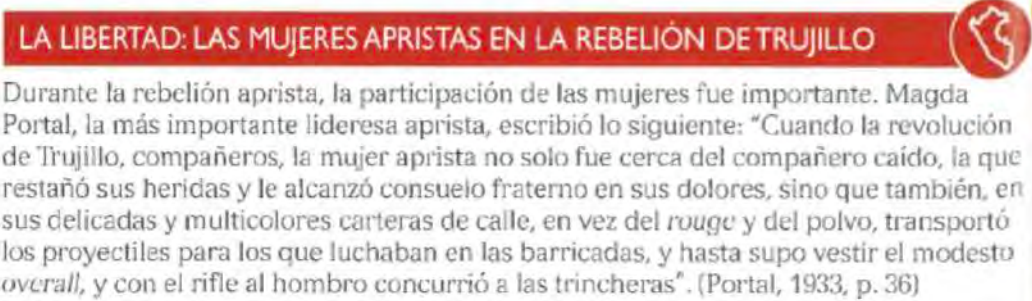 LA LIBERTAD: LAS MUJERES APRISTAS EN LA REBELIÓN DE TRUJILLO
Durante la rebelión aprista, la participación de las mujeres fue importante. Magda
Portal, la más importante lideresa aprista, escribió lo siguiente: "Cuando la revolución
de Trujillo, compañeros, la mujer aprista no solo fue cerca del compañero caído, la que
restañó sus heridas y le alcanzó consuelo fraterno en sus dolores, sino que también, en
sus delicadas y multicolores carteras de calle, en vez del rouge y del polvo, transportó
los proyectiles para los que luchaban en las barricadas, y hasta supo vestir el modesto
overall, y con el rifle al hombro concurrió a las trincheras". (Portal, 1933, p. 36)